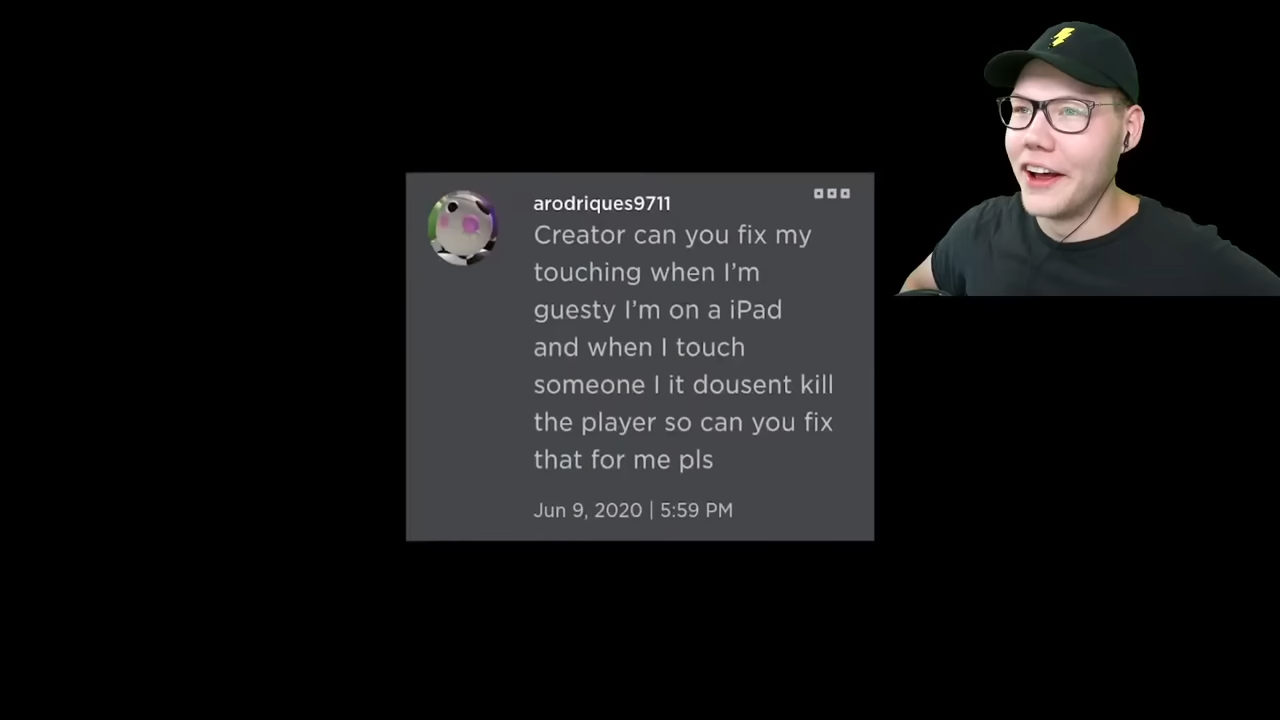 arodriques9711
Creator can you fix my
touching when I’m
guesty I’m on a iPad
and when I touch
someone I it dousent kill
the player so can you fix
that for me pls
Jun 9, 2020 | 5:59 PM